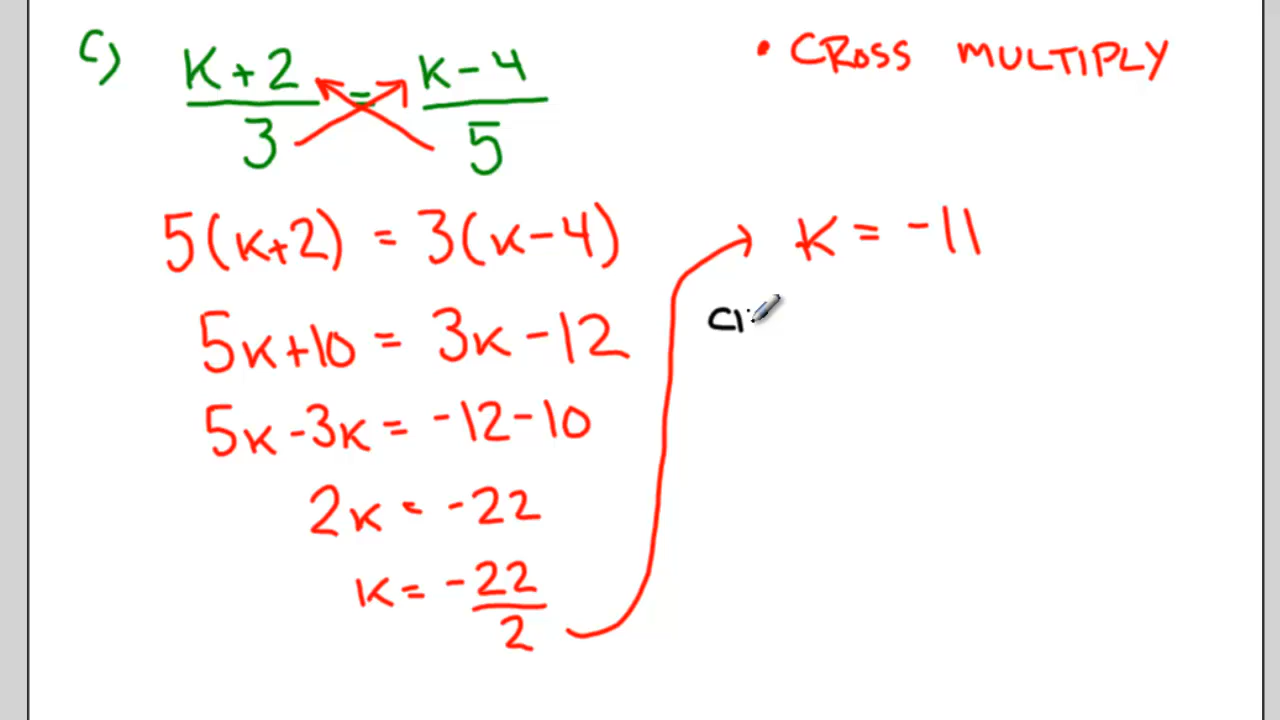 c) K+2/3 = k-4/5
• CROSS MULTIPLY
5(k+2) = 3(k-4)
5k+10 = 3k-12
5k-3k = -12-10
2k = -22
k = -22/2
K = -11